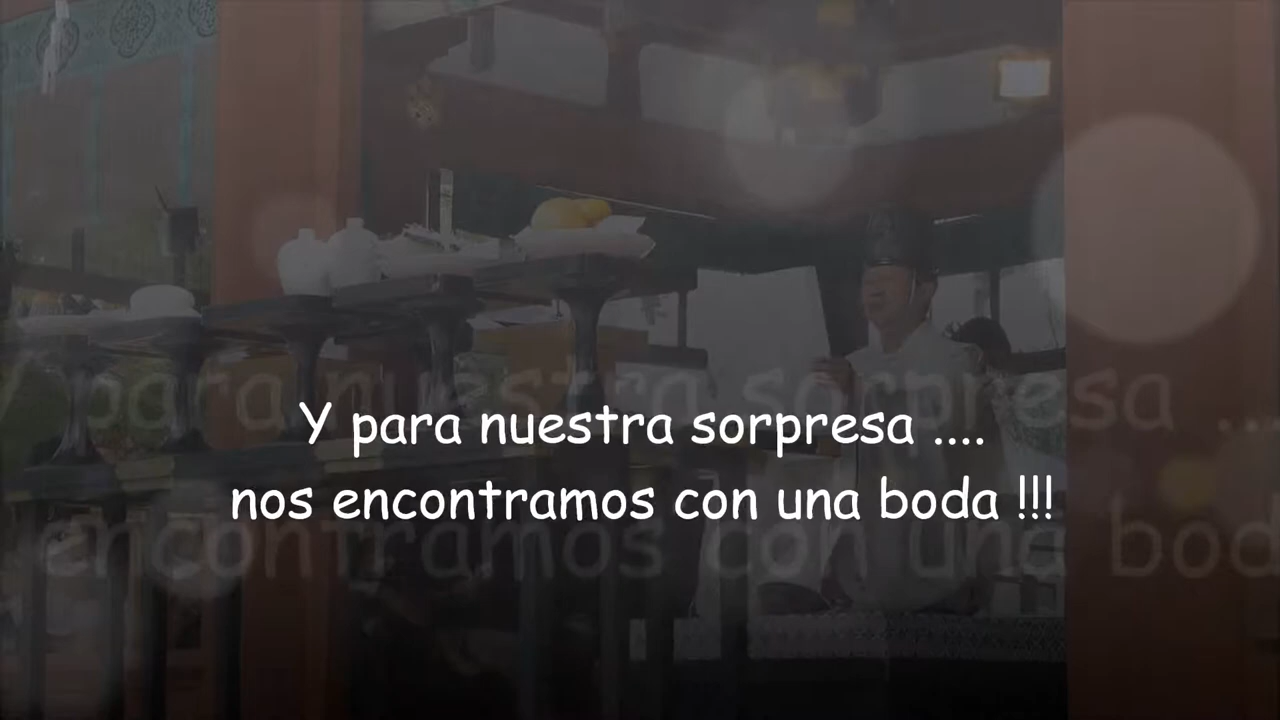 Y para nuestra sorpresa ....
nos encontramos con una boda !!!